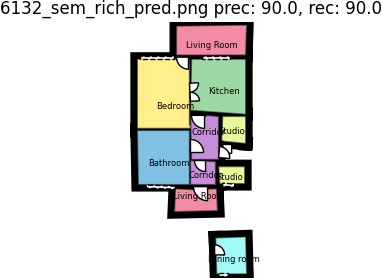 6132_sem_rich_pred.png prec: 90.0, rec: 90.0
Living Room
Kitchen
Bedroom
Corridor
Studio
Bathroom
Corridor
Studio
Living Room
Dining room